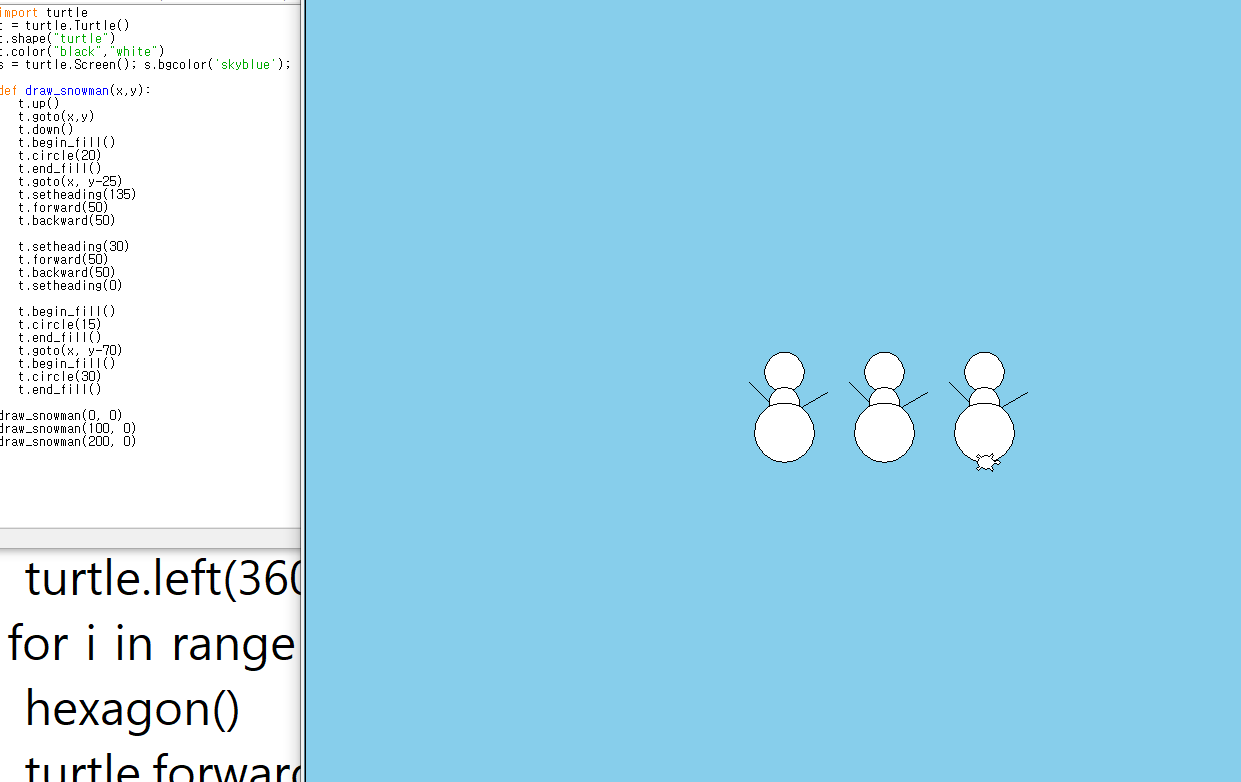 import turtle
t = turtle.Turtle()
t.shape("turtle")
t.color("black","white")
s = turtle.Screen(); s.bgcolor('skyblue');
def draw_snowman(x,y):
t.up()
t.goto(x,y)
t.down()
t.begin_fill()
t.circle(20)
t.end_fill()
t.goto(x, y-25)
t.setheading(135)
t.forward(50)
t.backward(50)
t.setheading(30)
t.forward(50)
t.backward(50)
t.setheading(0)
t.begin_fill()
t.circle(15)
t.end_fill()
t.goto(x, y-70)
t.begin_fill()
t.circle(30)
t.end_fill()
draw_snowman(0, 0)
draw_snowman(100, 0)
draw_snowman(200, 0)
turtle.left(360
for i in range
hexagon()
turtle.forward